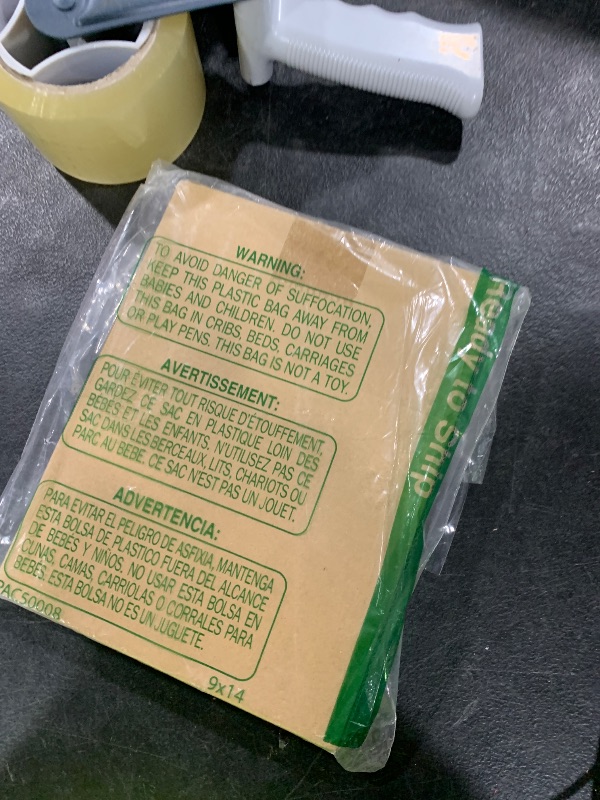 WARNING:
TO AVOID DANGER OF SUFFOCATION,
KEEP THIS PLASTIC BAG AWAY FROM
BABIES AND CHILDREN. DO NOT USE
THIS BAG IN CRIBS, BEDS, CARRIAGES
OR PLAY PENS. THIS BAG IS NOT A TOY.
AVERTISSEMENT:
POUR ÉVITER TOUT RISQUE D'ÉTOUFFEMENT,
GARDEZ CE SAC EN PLASTIQUE LOIN DES
BÉBÉS ET LES ENFANTS. N'UTILISEZ PAS CE
SAC DANS LES BERCEAUX, LITS, CHARIOTS OU
PARC AU BEBE. CE SAC N'EST PAS UN JOUET.
ADVERTENCIA:
PARA EVITAR EL PELIGRO DE ASFIXIA, MANTENGA
ESTA BOLSA DE PLÁSTICO FUERA DEL ALCANCE
DE BEBÉS Y NIÑOS. NO USAR ESTA BOLSA EN
CUNAS, CAMAS, CARRIOLAS O CORRALES PARA
BEBÉS. ESTA BOLSA NO ES UN JUGUETE.
PAC50008
9x14
Ready to Ship